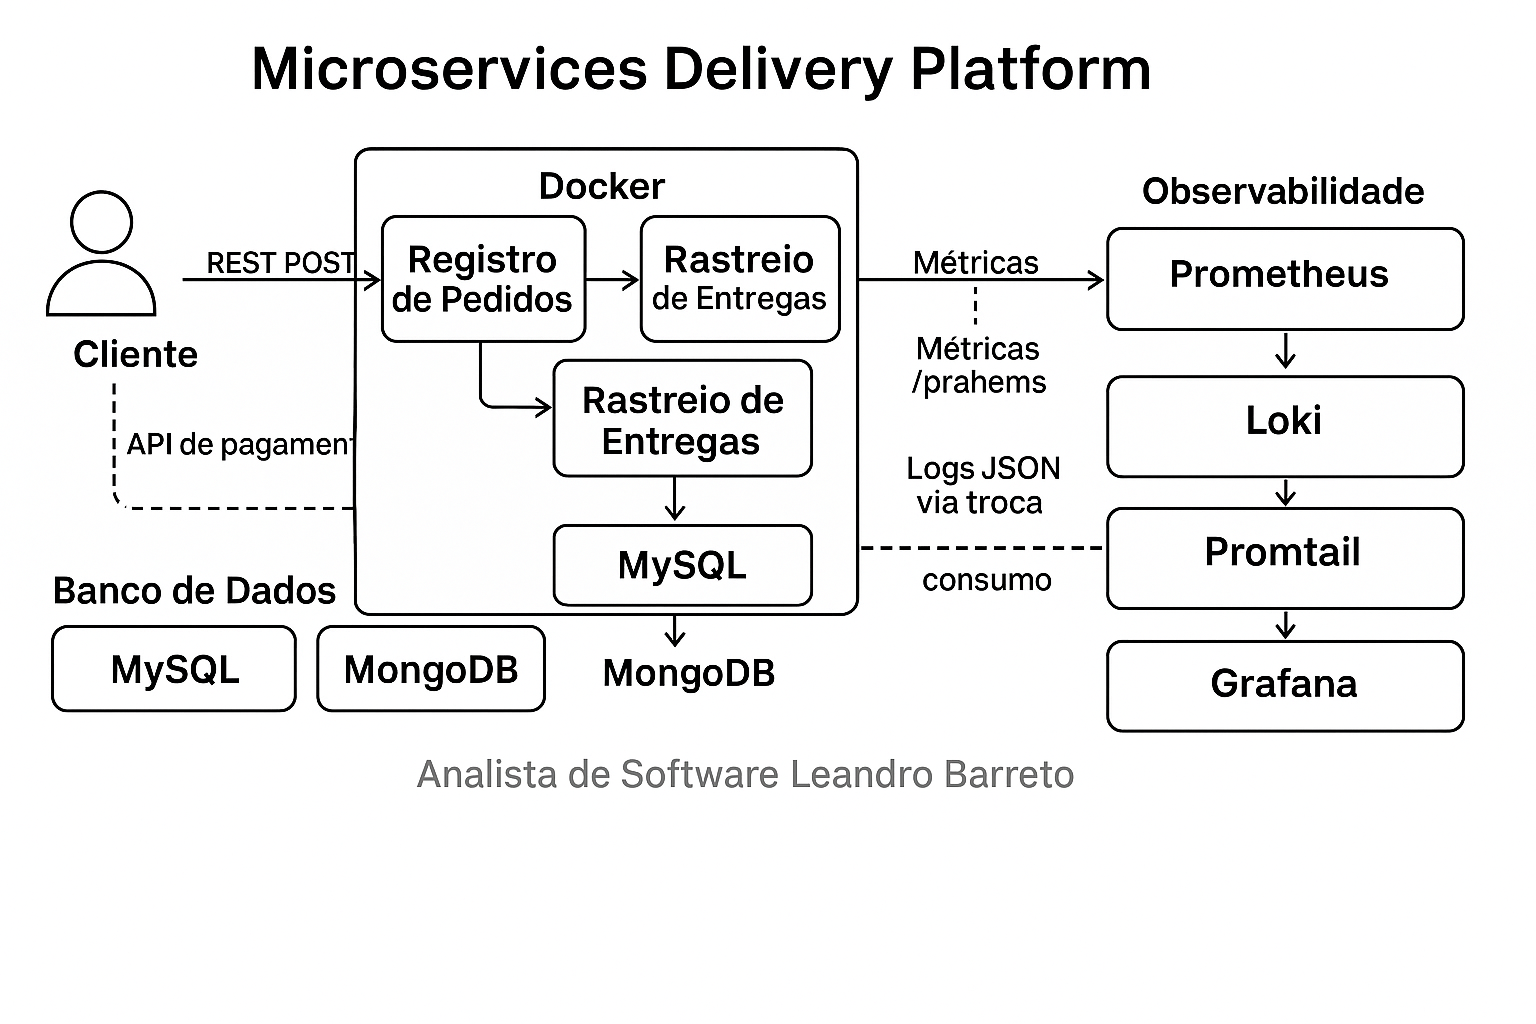 Microservices Delivery Platform
Docker
Observabilidade
REST POST
Registro
de Pedidos
Rastreio
de Entregas
Métricas
Prometheus
Cliente
Métricas
/prahems
Rastreio de
Entregas
Loki
API de pagament
Logs JSON
via troca
MySQL
Promtail
consumo
Banco de Dados
MySQL
MongoDB
MongoDB
Grafana
Analista de Software Leandro Barreto